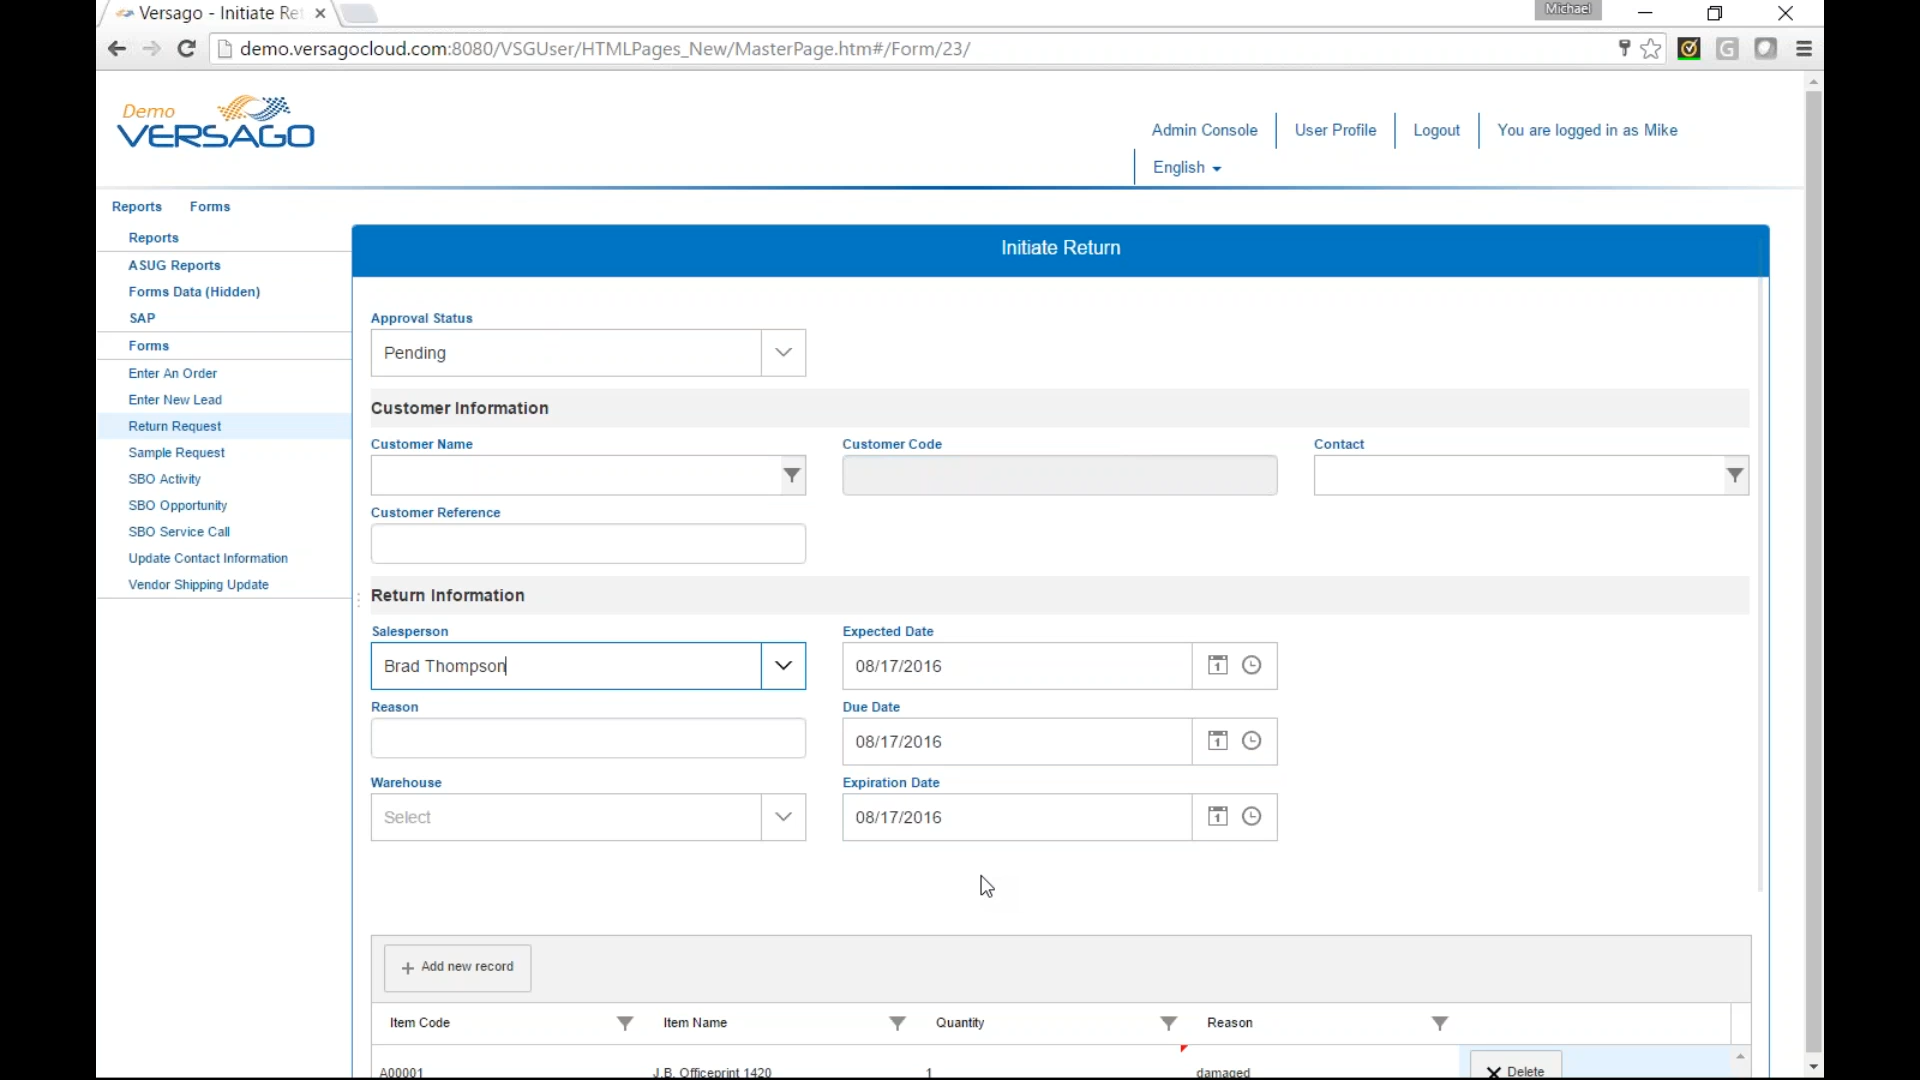 Versago - Initiate Ret
Michael
demo.versagocloud.com:8080/VSGUser/HTMLPages_New/MasterPage.htm#/Form/23/
Demo
VERSAGO
Admin Console
User Profile
Logout
You are logged in as Mike
English
Reports
Forms
Reports
ASUG Reports
Forms Data (Hidden)
SAP
Forms
Enter An Order
Enter New Lead
Return Request
Sample Request
SBO Activity
SBO Opportunity
SBO Service Call
Update Contact Information
Vendor Shipping Update
Initiate Return
Approval Status
Pending
Customer Information
Customer Name
Customer Code
Contact
Customer Reference
Return Information
Salesperson
Expected Date
Brad Thompson
08/17/2016
Reason
Due Date
08/17/2016
Warehouse
Expiration Date
Select
08/17/2016
Add new record
Item Code
Item Name
Quantity
Reason
A00001
J.B. Officeprint 1420
1
damaged
Delete